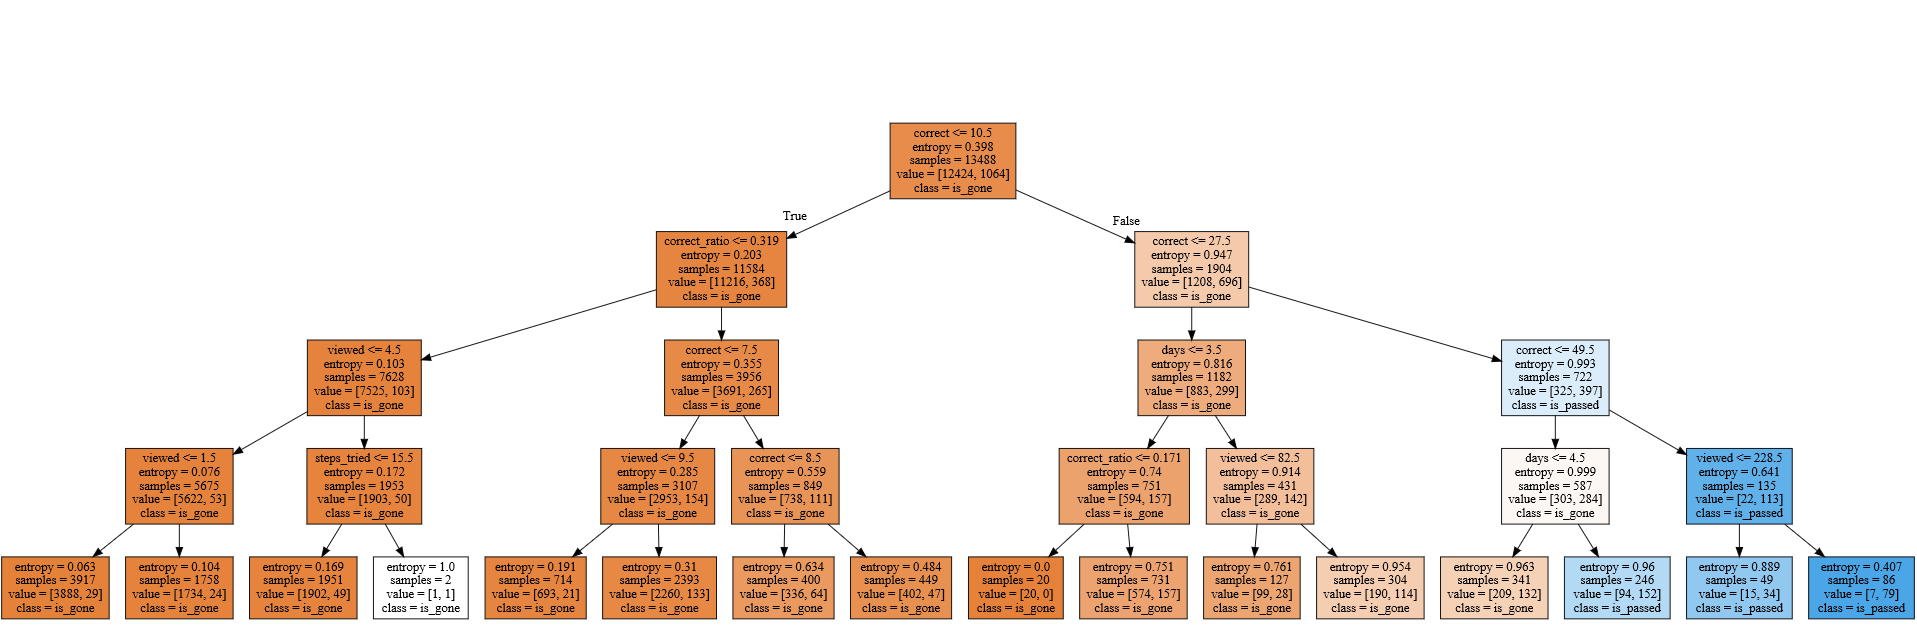 correct <= 10.5
entropy = 0.398
samples = 13488
value = [12424, 1064]
class = is_gone
True
False
correct_ratio <= 0.319
entropy = 0.203
samples = 11584
value = [11216, 368]
class = is_gone
correct <= 27.5
entropy = 0.947
samples = 1904
value = [1208, 696]
class = is_gone
viewed <= 4.5
entropy = 0.103
samples = 7628
value = [7525, 103]
class = is_gone
correct <= 7.5
entropy = 0.355
samples = 3956
value = [3691, 265]
class = is_gone
days <= 3.5
entropy = 0.816
samples = 1182
value = [883, 299]
class = is_gone
correct <= 49.5
entropy = 0.993
samples = 722
value = [325, 397]
class = is_passed
viewed <= 1.5
entropy = 0.076
samples = 5675
value = [5622, 53]
class = is_gone
steps_tried <= 15.5
entropy = 0.172
samples = 1953
value = [1903, 50]
class = is_gone
viewed <= 9.5
entropy = 0.285
samples = 3107
value = [2953, 154]
class = is_gone
correct <= 8.5
entropy = 0.559
samples = 849
value = [738, 111]
class = is_gone
correct_ratio <= 0.171
entropy = 0.74
samples = 751
value = [594, 157]
class = is_gone
viewed <= 82.5
entropy = 0.914
samples = 431
value = [289, 142]
class = is_gone
days <= 4.5
entropy = 0.999
samples = 587
value = [303, 284]
class = is_gone
viewed <= 228.5
entropy = 0.641
samples = 135
value = [22, 113]
class = is_passed
entropy = 0.063
samples = 3917
value = [3888, 29]
class = is_gone
entropy = 0.104
samples = 1758
value = [1734, 24]
class = is_gone
entropy = 0.169
samples = 1951
value = [1902, 49]
class = is_gone
entropy = 1.0
samples = 2
value = [1, 1]
class = is_gone
entropy = 0.191
samples = 714
value = [693, 21]
class = is_gone
entropy = 0.31
samples = 2393
value = [2260, 133]
class = is_gone
entropy = 0.634
samples = 400
value = [336, 64]
class = is_gone
entropy = 0.484
samples = 449
value = [402, 47]
class = is_gone
entropy = 0.0
samples = 20
value = [20, 0]
class = is_gone
entropy = 0.751
samples = 731
value = [574, 157]
class = is_gone
entropy = 0.761
samples = 127
value = [99, 28]
class = is_gone
entropy = 0.954
samples = 304
value = [190, 114]
class = is_gone
entropy = 0.963
samples = 341
value = [209, 132]
class = is_gone
entropy = 0.96
samples = 246
value = [94, 152]
class = is_passed
entropy = 0.889
samples = 49
value = [15, 34]
class = is_passed
entropy = 0.407
samples = 86
value = [7, 79]
class = is_passed